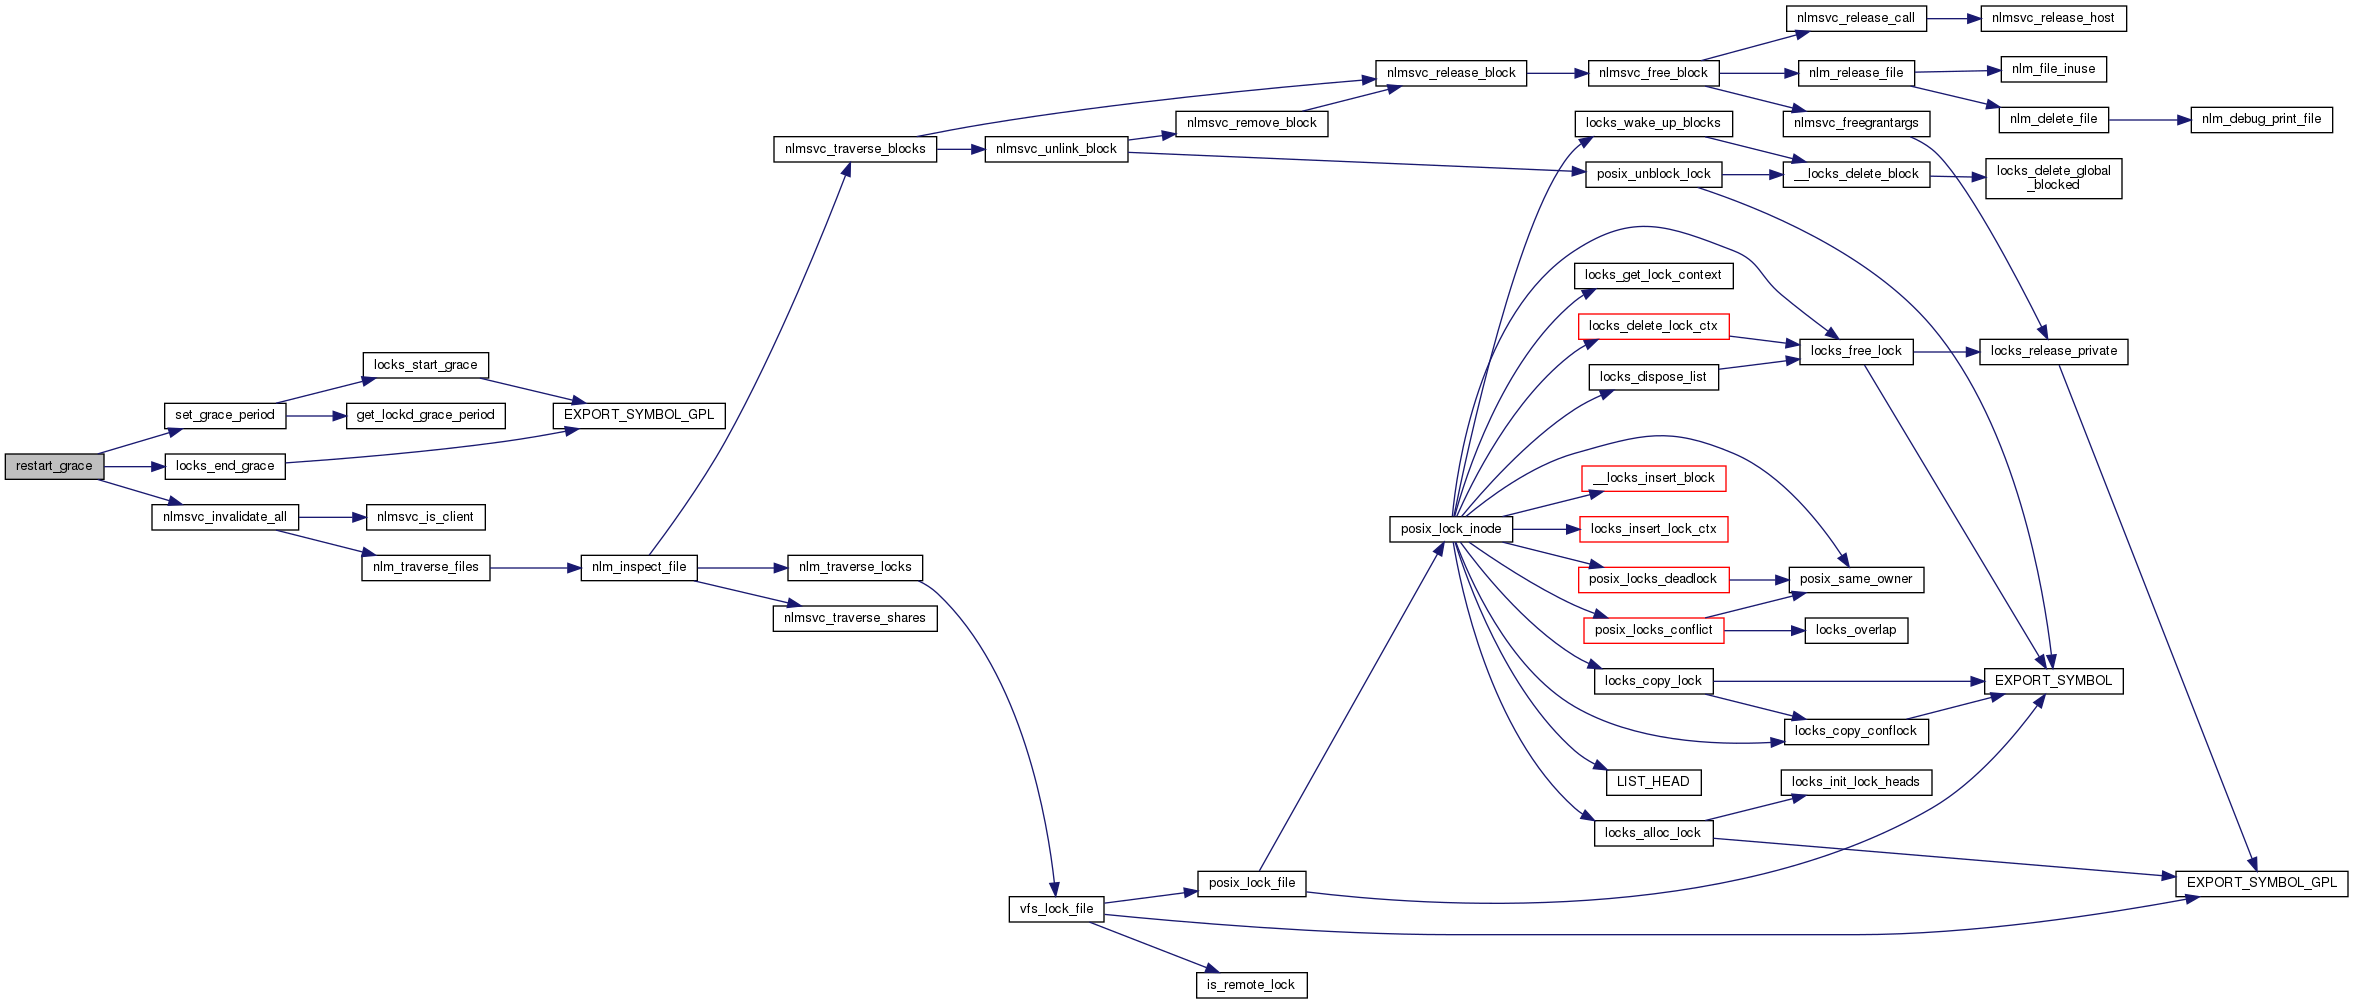 restart_grace
set_grace_period
locks_end_grace
nlmsvc_invalidate_all
locks_start_grace
get_lockd_grace_period
nlmsvc_is_client
nlm_traverse_files
EXPORT_SYMBOL_GPL
nlm_inspect_file
nlmsvc_traverse_blocks
nlm_traverse_locks
nlmsvc_traverse_shares
nlmsvc_unlink_block
vfs_lock_file
nlmsvc_remove_block
posix_lock_file
is_remote_lock
nlmsvc_release_block
posix_lock_inode
nlmsvc_free_block
locks_wake_up_blocks
posix_unblock_lock
locks_get_lock_context
locks_delete_lock_ctx
locks_dispose_list
__locks_insert_block
locks_insert_lock_ctx
posix_locks_deadlock
posix_locks_conflict
locks_copy_lock
LIST_HEAD
locks_alloc_lock
nlmsvc_release_call
nlm_release_file
nlmsvc_freegrantargs
__locks_delete_block
locks_free_lock
posix_same_owner
locks_overlap
locks_copy_conflock
locks_init_lock_heads
nlmsvc_release_host
nlm_file_inuse
nlm_delete_file
locks_delete_global
_blocked
locks_release_private
EXPORT_SYMBOL
nlm_debug_print_file
EXPORT_SYMBOL_GPL